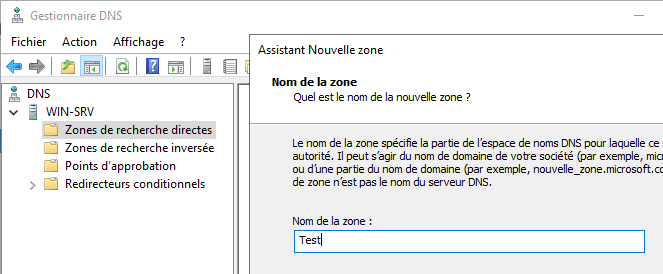 Gestionnaire DNS
Fichier Action Affichage ?
DNS
WIN-SRV
Zones de recherche directes
Zones de recherche inversée
Points d'approbation
Redirecteurs conditionnels
Assistant Nouvelle zone
Nom de la zone
Quel est le nom de la nouvelle zone ?
Le nom de la zone spécifie la partie de l'espace de noms DNS pour laquelle ce
autorité. Il peut s'agir du nom de domaine de votre société (par exemple, mic
ou d'une partie du nom de domaine (par exemple, nouvelle_zone.microsoft.co
de zone n'est pas le nom du serveur DNS.
Nom de la zone :
Test